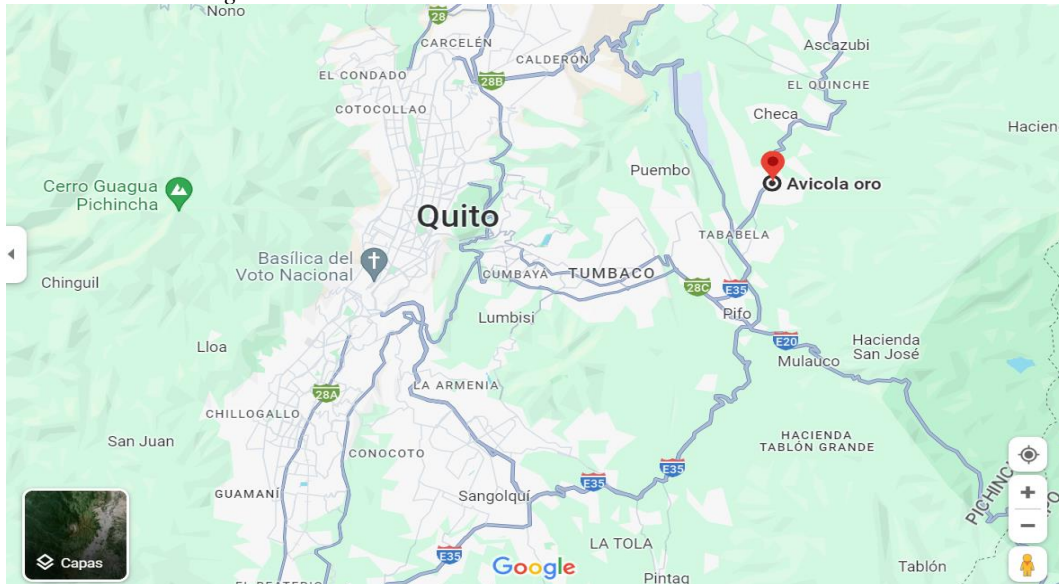 Nono
28
CARCELÉN
CALDERÓN
Ascazubi
EL CONDADO
28B
EL QUINCHE
COTOCOLLAO
Checa
Hacien
Cerro Guagua
Pichincha
Puembo
Avicola oro
Quito
TABABELA
Basílica del
Voto Nacional
CUMBAYÁ
TUMBACO
Chinguil
28C
E35
Lumbisi
Pifo
E20
Hacienda
San José
Lloa
Mulauco
28A
LA ARMENIA
CHILLOGALLO
San Juan
HACIENDA
TABLÓN GRANDE
CONOCOTO
E35
E35
GUAMANÍ
Sangolquí
PICHINC
LA TOLA
E35
Capas
Google
Tablón
Pintag